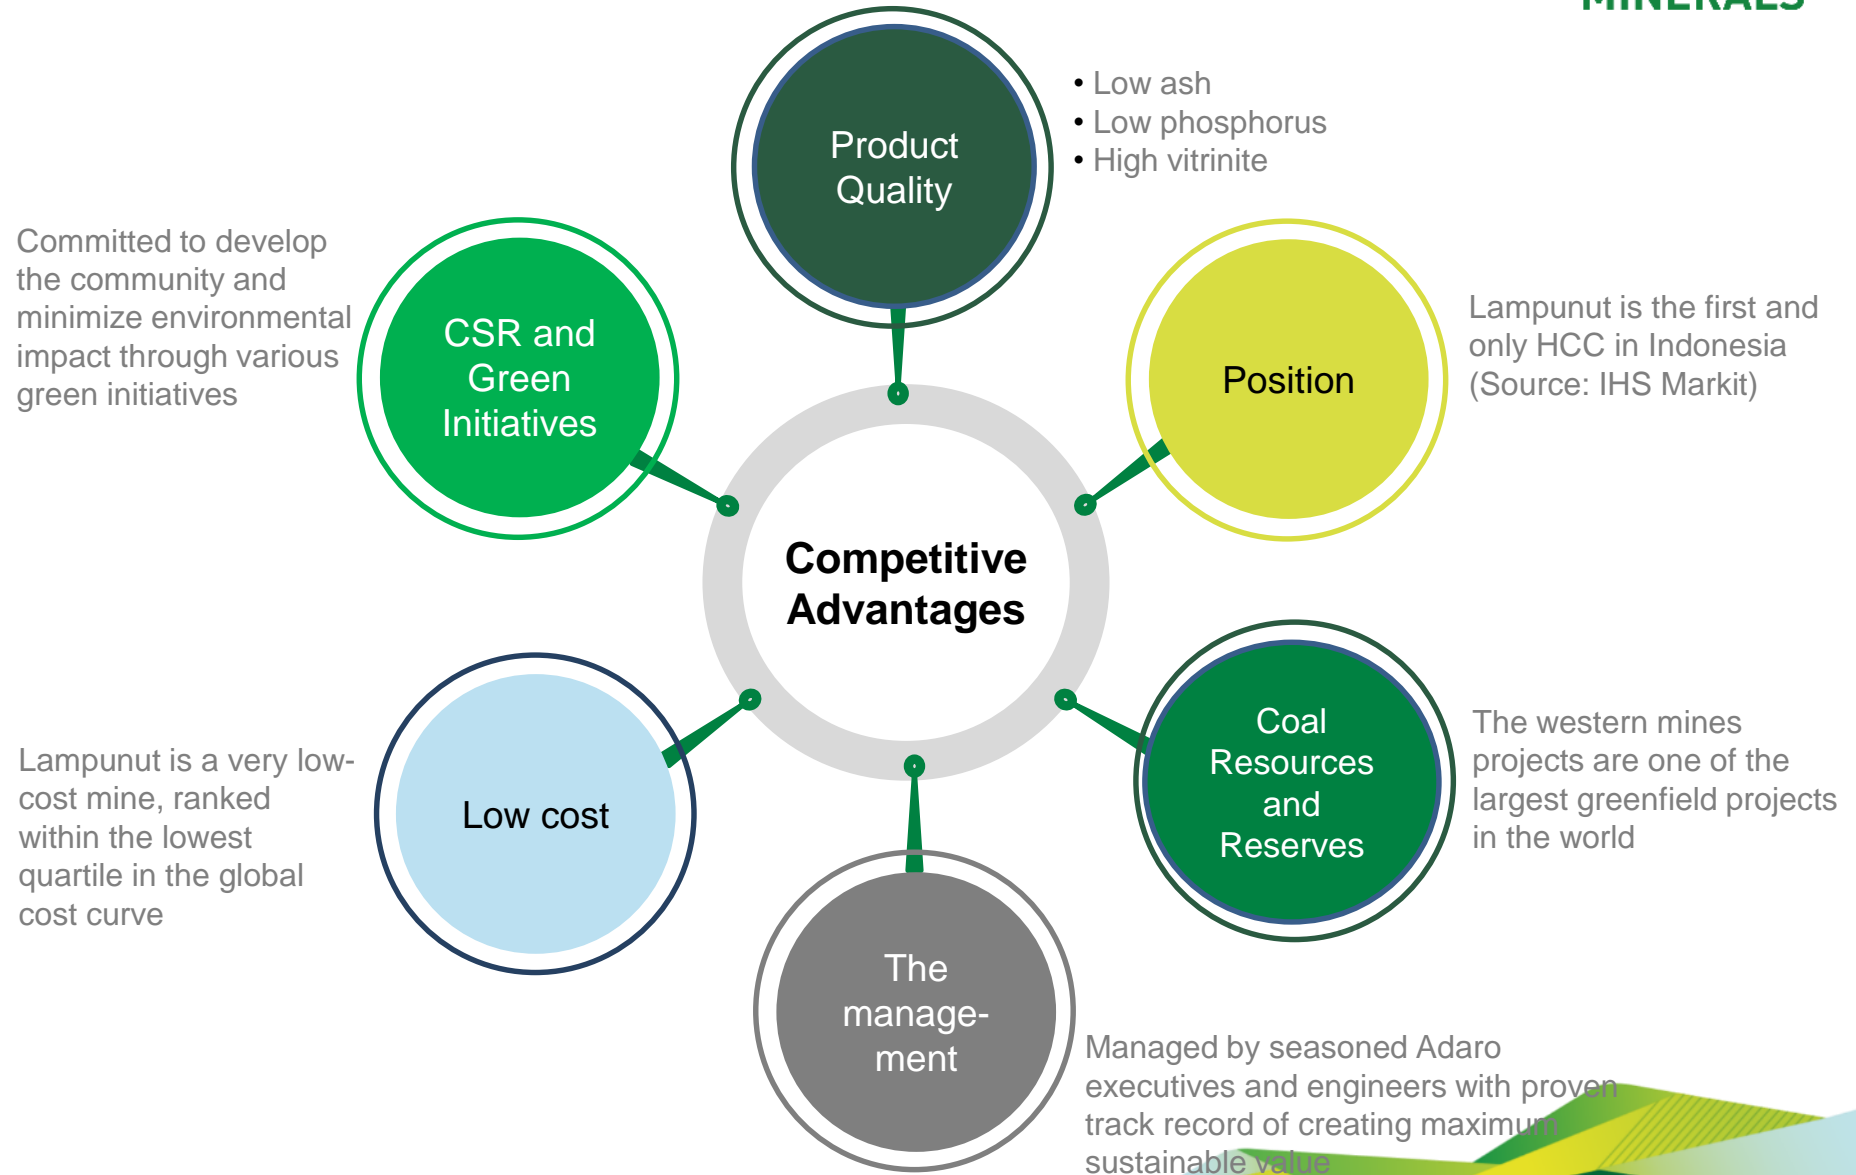 MINERALS
Product
Quality
• Low ash
• Low phosphorus
• High vitrinite
Committed to develop
the community and
minimize environmental
impact through various
green initiatives
CSR and
Green
Initiatives
Position
Lampunut is the first and
only HCC in Indonesia
(Source: IHS Markit)
Competitive
Advantages
Lampunut is a very low-
cost mine, ranked
within the lowest
quartile in the global
cost curve
Low cost
Coal
Resources
and
Reserves
The western mines
projects are one of the
largest greenfield projects
in the world
The
manage-
ment
Managed by seasoned Adaro
executives and engineers with proven
track record of creating maximum
sustainable value